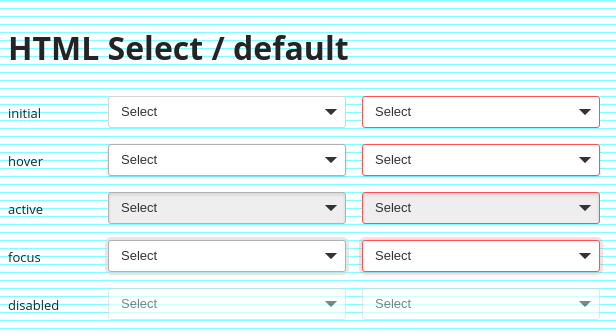 HTML Select / default
initial Select Select
hover Select Select
active Select Select
focus Select Select
disabled Select Select